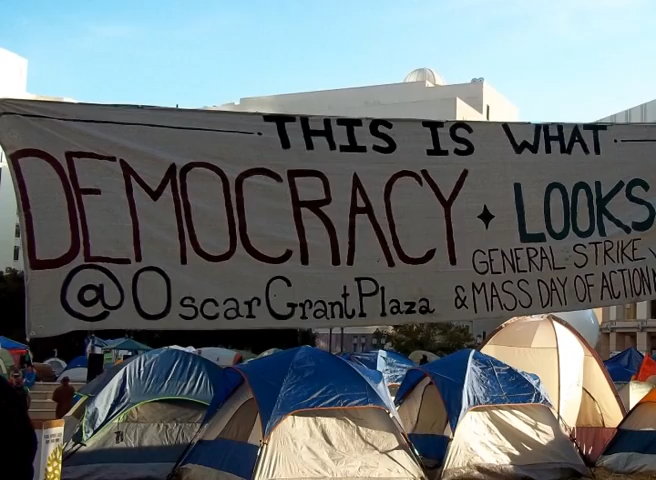 THIS IS WHAT
DEMOCRACY LOOKS
GENERAL STRIKE
@OscarGrantPlaza & MASS DAY OF ACTION